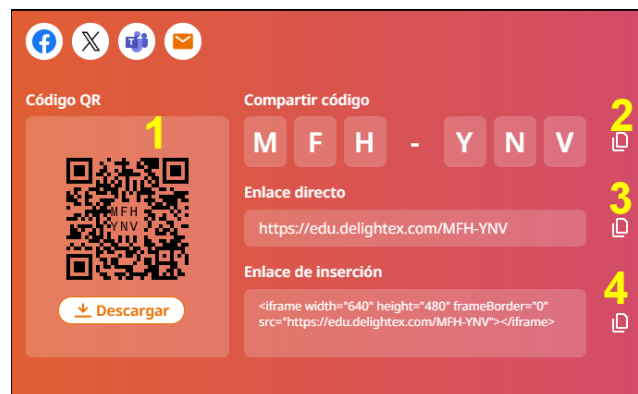 Código QR
1
MFH
YNV
Descargar
Compartir código
M F H - Y N V
2
Enlace directo
https://edu.delightex.com/MFH-YNV
3
Enlace de inserción
<iframe width="640" height="480" frameBorder="0"
src="https://edu.delightex.com/MFH-YNV"></iframe>
4